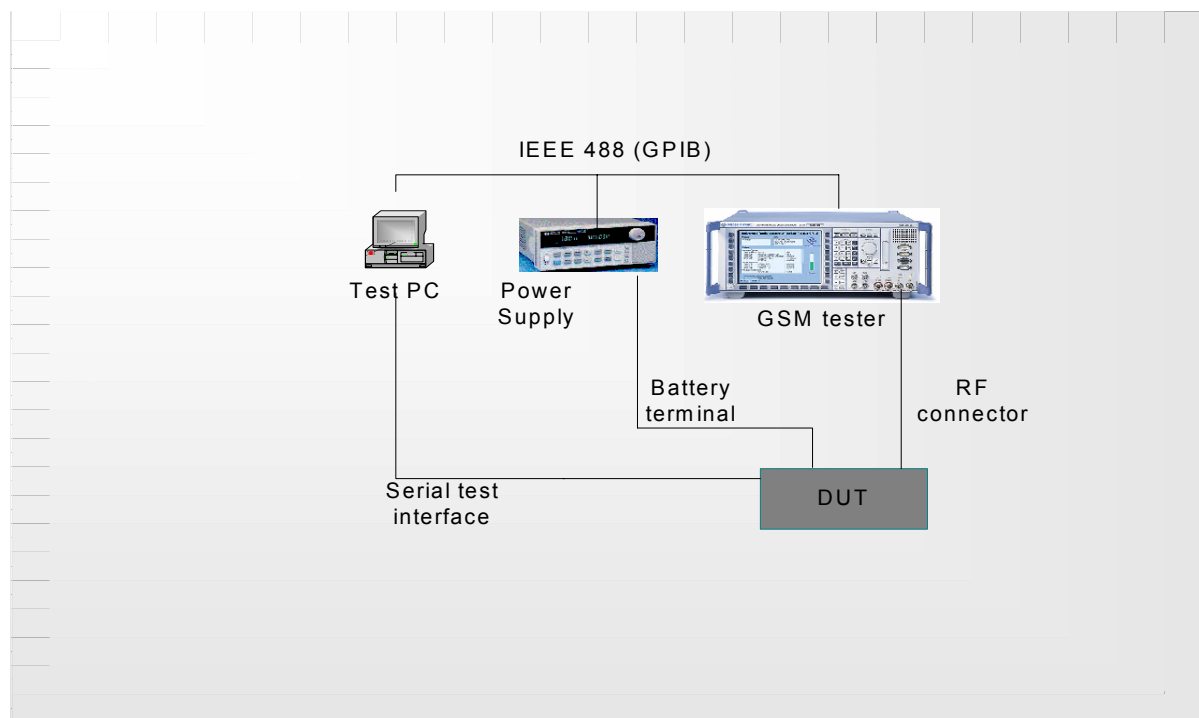 IEEE 488 (GPIB)
Test PC
Power
Supply
GSM tester
Battery
terminal
RF
connector
Serial test
interface
DUT